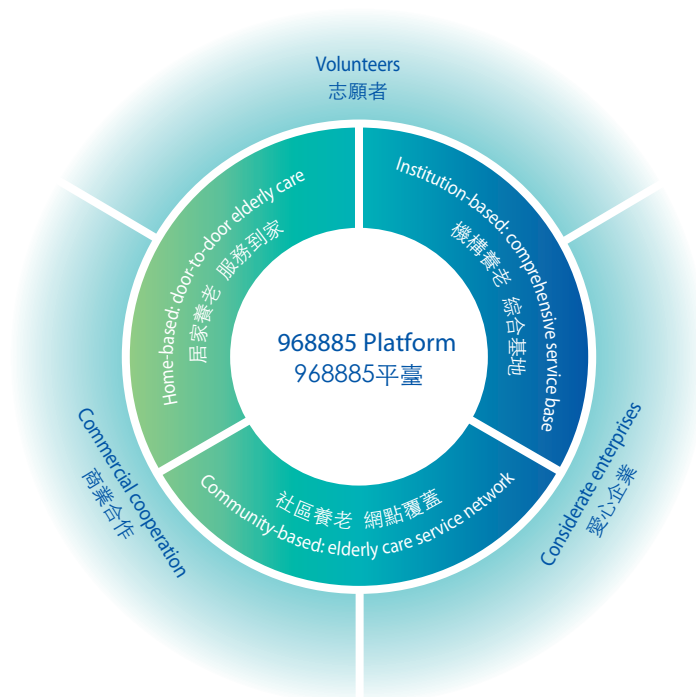 Volunteers
志願者
Home-based: door-to-door elderly care
居家養老 服務到家
Institution-based: comprehensive service base
機構養老 綜合基地
968885 Platform
968885平臺
社區養老 網點覆蓋
Community-based: elderly care service network
Commercial cooperation
商業合作
Considerate enterprises
愛心企業